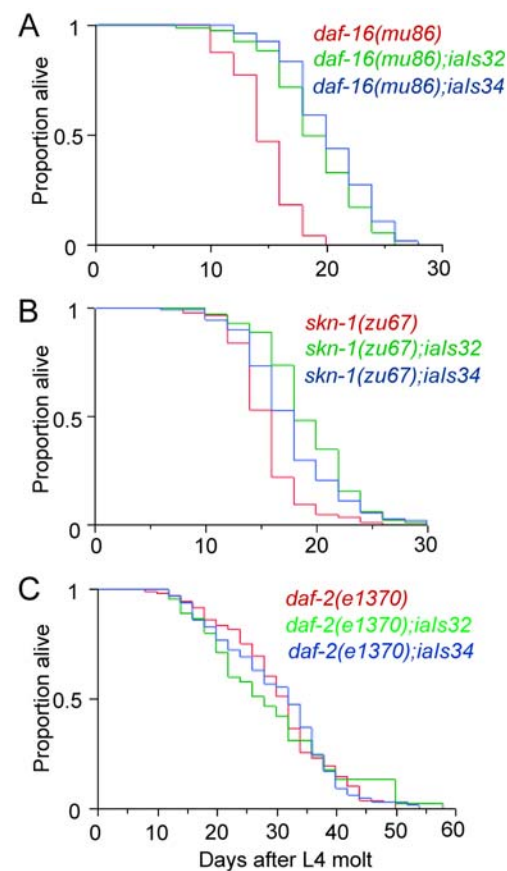 A
daf-16(mu86)
daf-16(mu86);iaIs32
daf-16(mu86);iaIs34
Proportion alive
1
0.5
0
0 10 20 30
B
skn-1(zu67)
skn-1(zu67);iaIs32
skn-1(zu67);iaIs34
Proportion alive
1
0.5
0
0 10 20 30
C
daf-2(e1370)
daf-2(e1370);iaIs32
daf-2(e1370);iaIs34
Proportion alive
1
0.5
0
0 10 20 30 40 50 60
Days after L4 molt